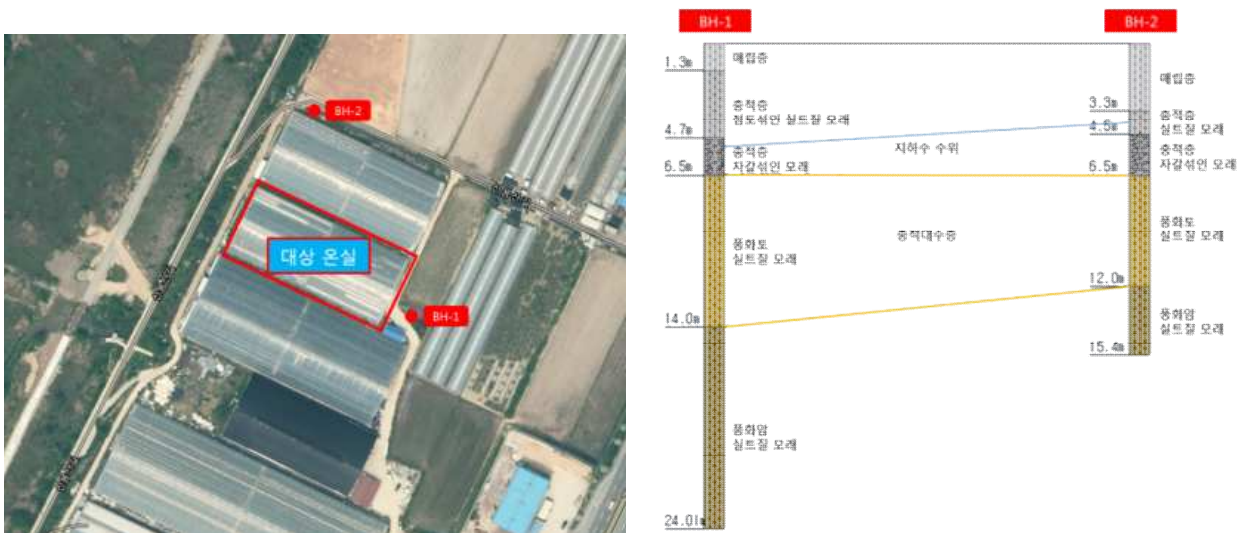 BH-2
대상 온실
BH-1
BH-1
BH-2
매립층
1.3m
매립층
충적층
점토섞인 실트질 모래
3.3m
충적층
실트질 모래
4.7m
4.5m
지하수 수위
충적층
자갈섞인 모래
충적층
자갈섞인 모래
6.5m
6.5m
충적대수층
풍화토
실트질 모래
풍화토
실트질 모래
12.0m
14.0m
풍화암
실트질 모래
15.4m
풍화암
실트질 모래
24.01m